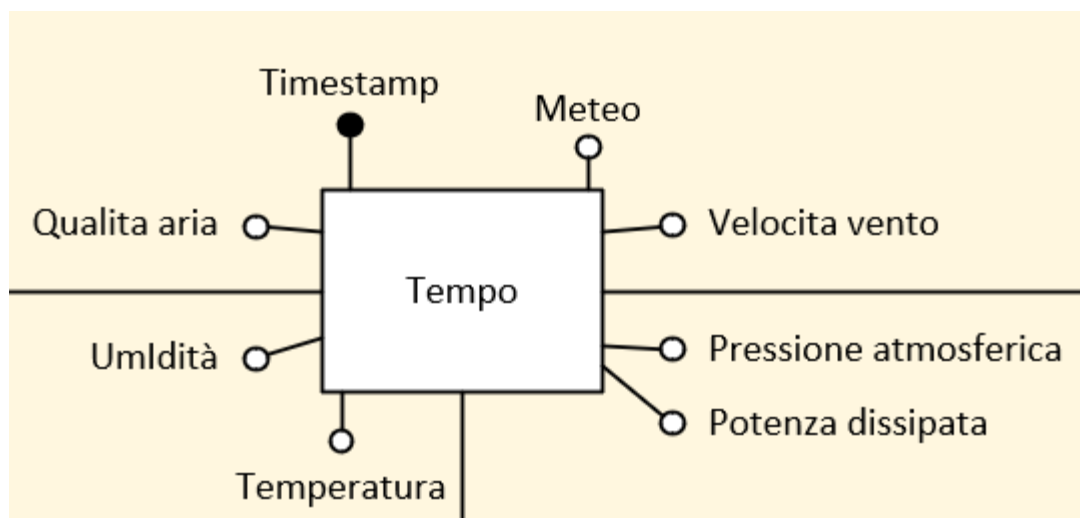 Timestamp
Meteo
Qualita aria
Velocita vento
Tempo
UmIdità
Pressione atmosferica
Potenza dissipata
Temperatura